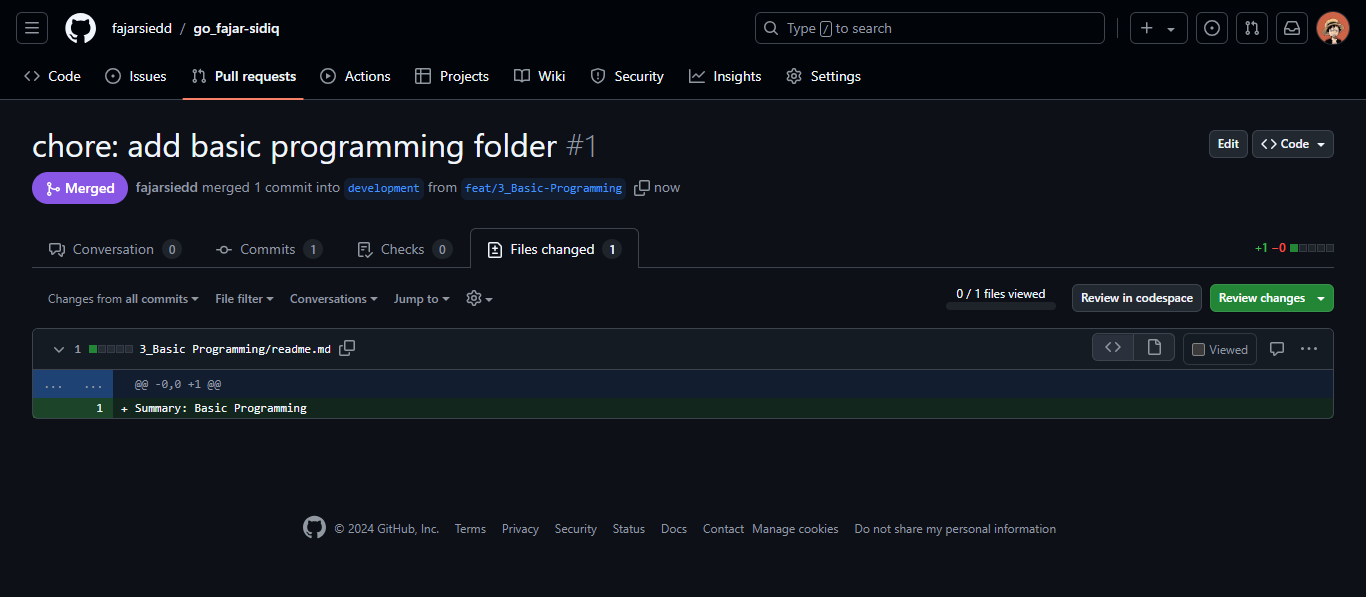 fajarsiedd / go_fajar-sidiq
Type / to search
Code Issues Pull requests Actions Projects Wiki Security Insights Settings
chore: add basic programming folder #1
Edit
Code
Merged
fajarsiedd merged 1 commit into development from feat/3_Basic-Programming now
Conversation 0 Commits 1 Checks 0 Files changed 1
+1 −0
Changes from all commits File filter Conversations Jump to
0 / 1 files viewed
Review in codespace
Review changes
1 3_Basic Programming/readme.md
Viewed
... ... @@ -0,0 +1 @@
1 + Summary: Basic Programming
© 2024 GitHub, Inc. Terms Privacy Security Status Docs Contact Manage cookies Do not share my personal information